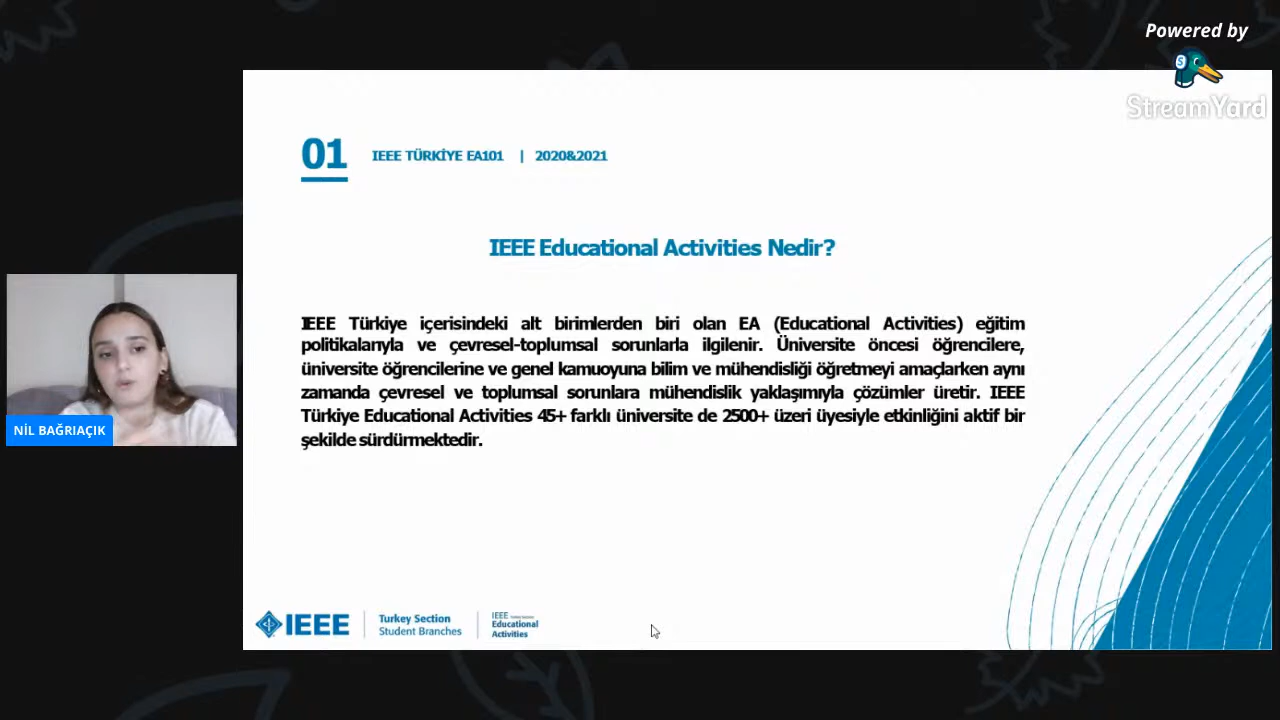 Powered by
StreamYard
01
IEEE TÜRKİYE EA101 | 2020&2021
IEEE Educational Activities Nedir?
IEEE Türkiye içerisindeki alt birimlerden biri olan EA (Educational Activities) eğitim
politikalarıyla ve çevresel-toplumsal sorunlarla ilgilenir. Üniversite öncesi öğrencilere,
üniversite öğrencilerine ve genel kamuoyuna bilim ve mühendisliği öğretmeyi amaçlarken aynı
zamanda çevresel ve toplumsal sorunlara mühendislik yaklaşımıyla çözümler üretir. IEEE
Türkiye Educational Activities 45+ farklı üniversite de 2500+ üzeri üyesiyle etkinliğini aktif bir
şekilde sürdürmektedir.
NİL BAĞRIAÇIK
IEEE
Turkey Section
Student Branches
IEEE
Educational
Activities